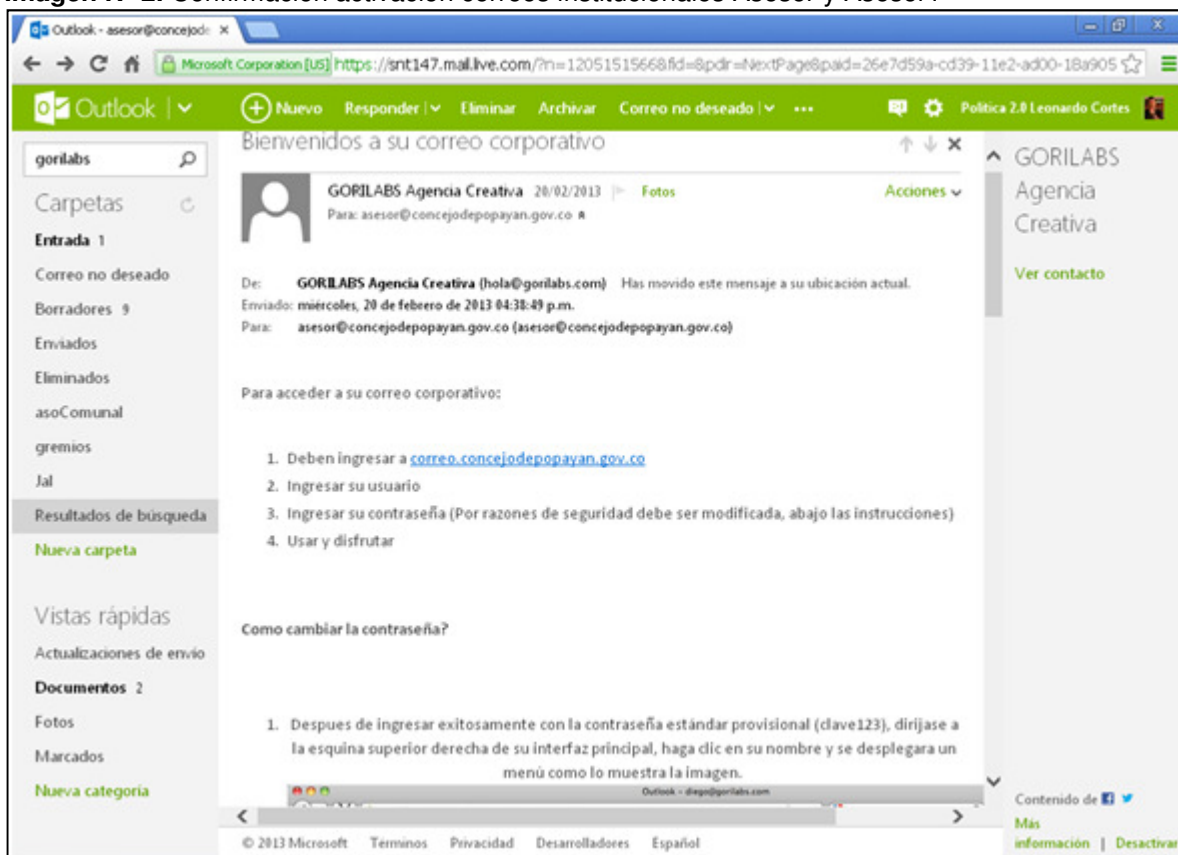 Outlook - asesor@concejode
Microsoft Corporation [US] https://snt147.mail.live.com/?n=1205151566&fid=&pdir=NextPage&paid=26e7d59a-cd39-11e2-ad00-18a905
Outlook
Nuevo Responder Eliminar Archivar Correo no deseado ... Politica 2.0 Leonardo Cortes
gorilabs
Carpetas
Entrada 1
Correo no deseado
Borradores 9
Enviados
Eliminados
asoComunal
gremios
Jal
Resultados de búsqueda
Nueva carpeta
Vistas rápidas
Actualizaciones de envío
Documentos 2
Fotos
Marcados
Nueva categoría
Bienvenidos a su correo corporativo
GORILABS Agencia Creativa 20/02/2013 Fotos Acciones
Para: asesor@concejodepopayan.gov.co
De: GORILABS Agencia Creativa (hola@gorilabs.com) Has movido este mensaje a su ubicación actual.
Enviado: miércoles, 20 de febrero de 2013 04:38:49 p.m.
Para: asesor@concejodepopayan.gov.co (asesor@concejodepopayan.gov.co)
Para acceder a su correo corporativo:
1. Deben ingresar a correo.concejodepopayan.gov.co
2. Ingresar su usuario
3. Ingresar su contraseña (Por razones de seguridad debe ser modificada, abajo las instrucciones)
4. Usar y disfrutar
Como cambiar la contraseña?
1. Despues de ingresar exitosamente con la contraseña estándar provisional (clave123), dirijase a
la esquina superior derecha de su interfaz principal, haga clic en su nombre y se desplegara un
menú como lo muestra la imagen.
Outlook - diego@gorilabs.com
© 2013 Microsoft Términos Privacidad Desarrolladores Español
GORILABS
Agencia
Creativa
Ver contacto
Contenido de
Más
información | Desactivar